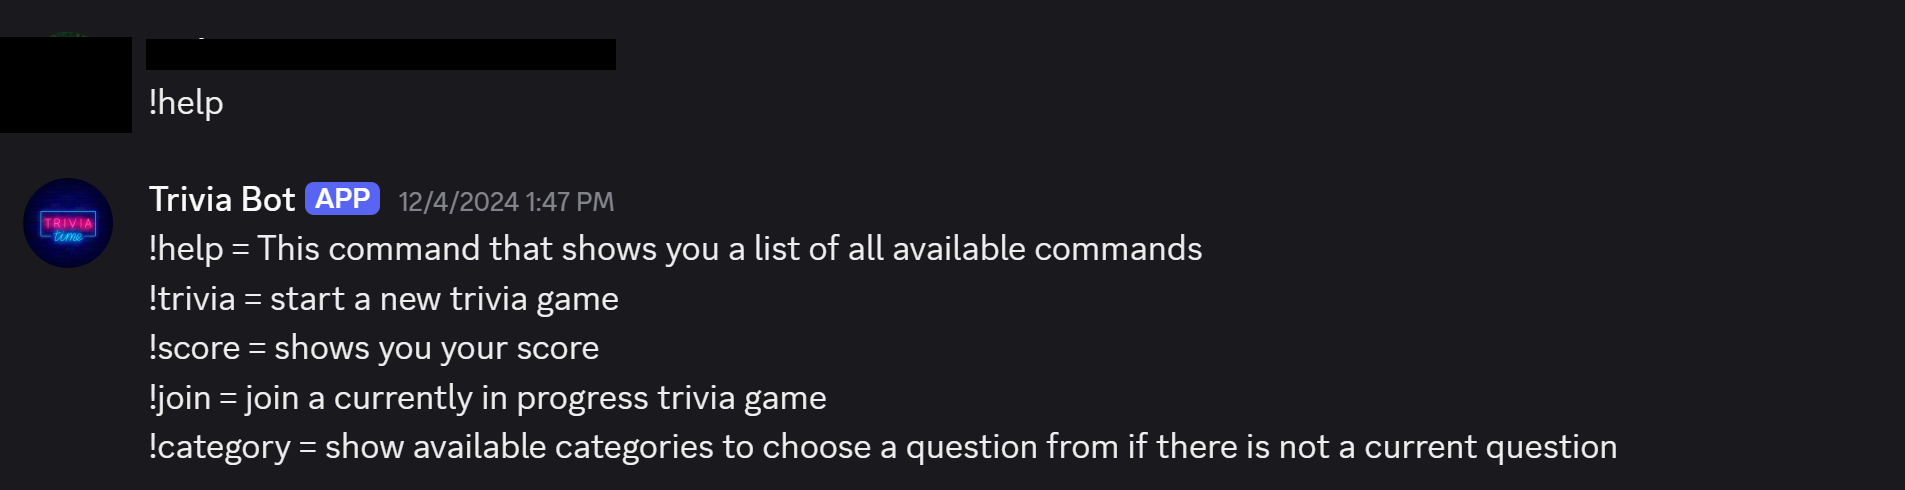 !help
Trivia Bot APP 12/4/2024 1:47 PM
TRIVIA
time
!help = This command that shows you a list of all available commands
!trivia = start a new trivia game
!score = shows you your score
!join = join a currently in progress trivia game
!category = show available categories to choose a question from if there is not a current question